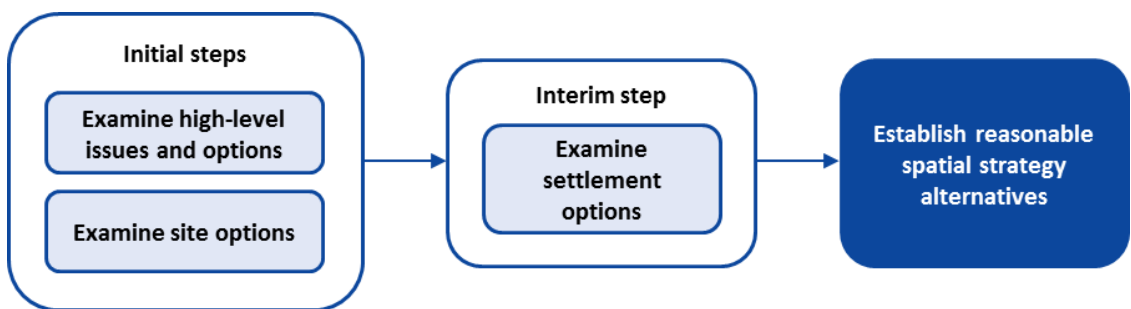 Initial steps
Examine high-level
issues and options
Examine site options
Interim step
Examine
settlement
options
Establish reasonable
spatial strategy
alternatives